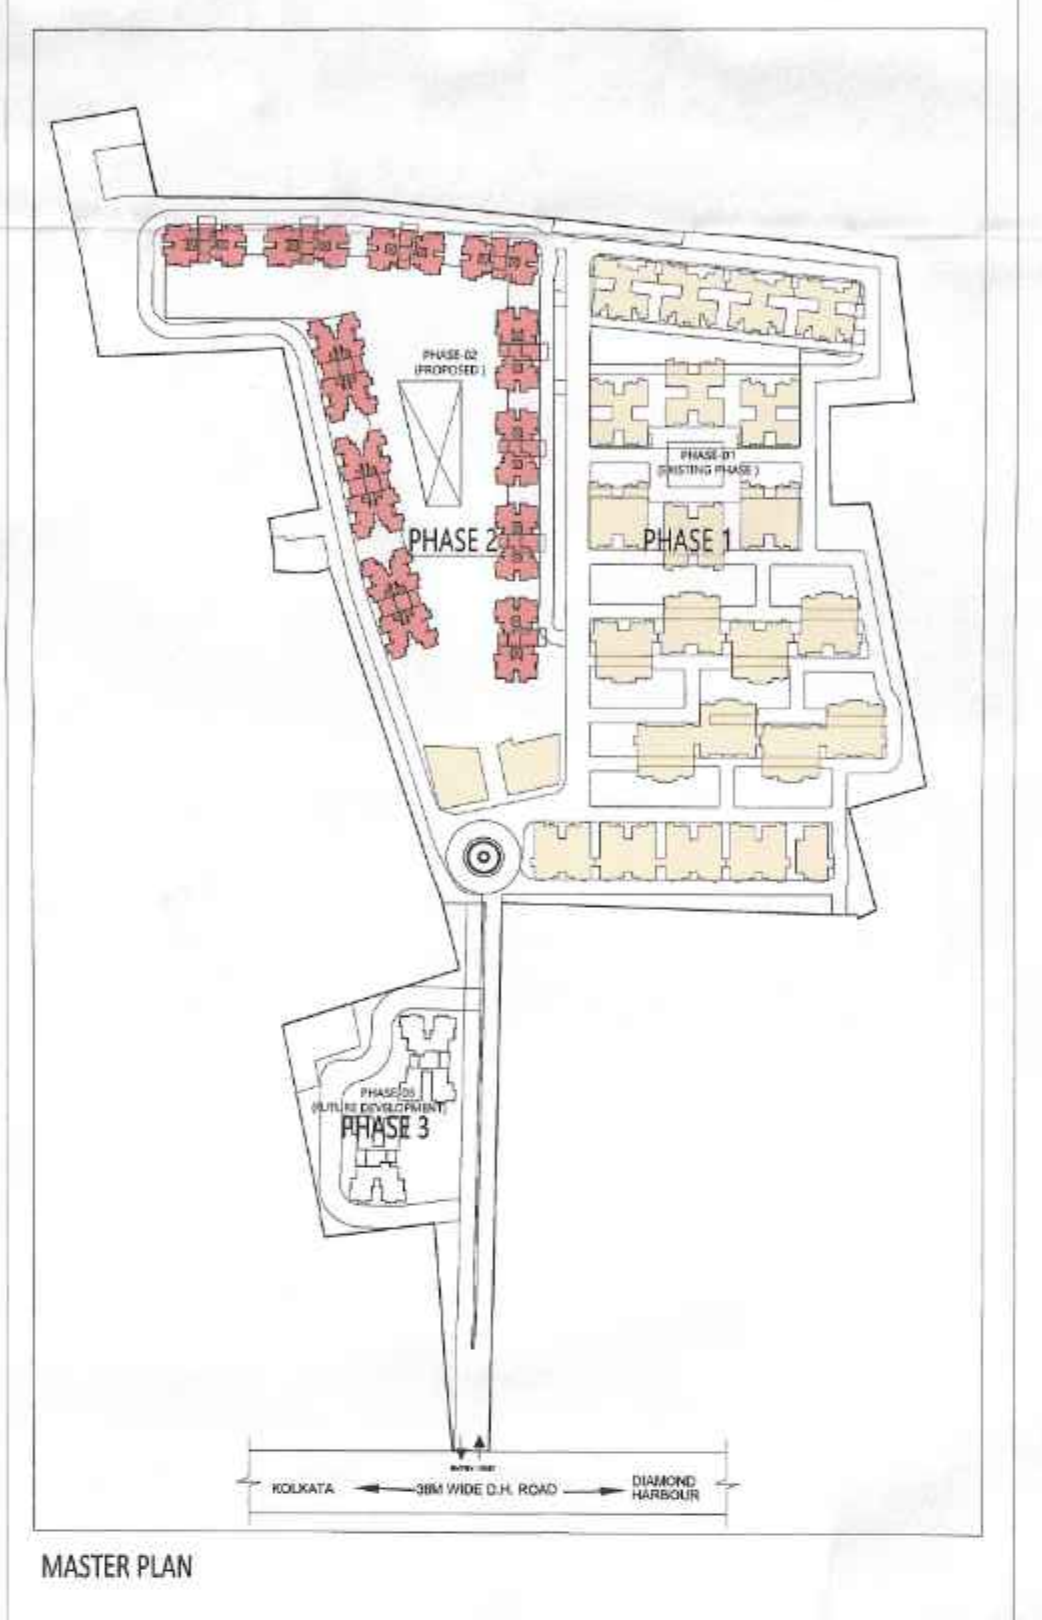 PHASE-02
(PROPOSED )
PHASE-01
(EXISTING PHASE )
PHASE 2
PHASE 1
PHASE-03
(FUTURE DEVELOPMENT)
PHASE 3
KOLKATA
38M WIDE D.H. ROAD
DIAMOND
HARBOUR
MASTER PLAN